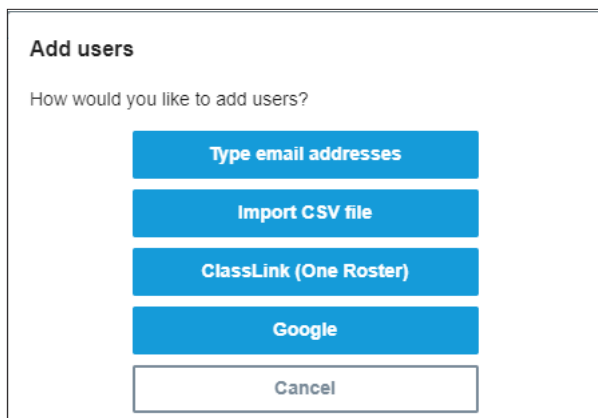 Add users
How would you like to add users?
Type email addresses
Import CSV file
ClassLink (One Roster)
Google
Cancel